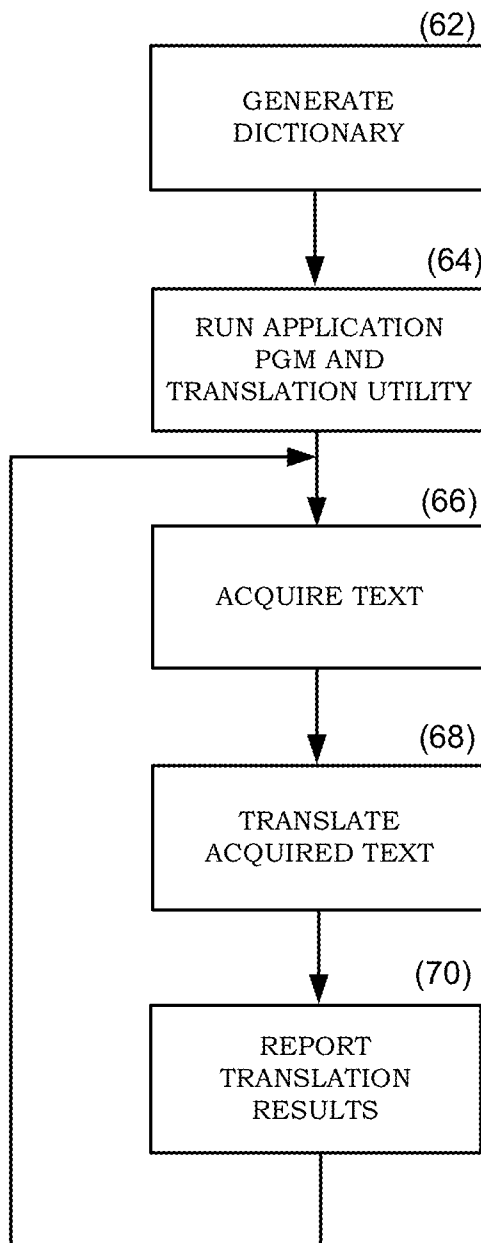 (62)
GENERATE
DICTIONARY
(64)
RUN APPLICATION
PGM AND
TRANSLATION UTILITY
(66)
ACQUIRE TEXT
(68)
TRANSLATE
ACQUIRED TEXT
(70)
REPORT
TRANSLATION
RESULTS